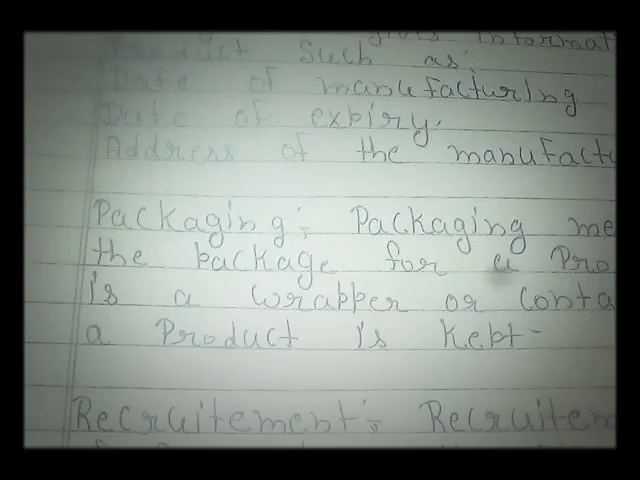 Product Such as:
Date of manufacturing
Date of expiry.
Address of the manufactu
Packaging:- Packaging me
the package for a Pro
is a wrapper or conta
a Product is Kept-
Recruitement:- Recruitem